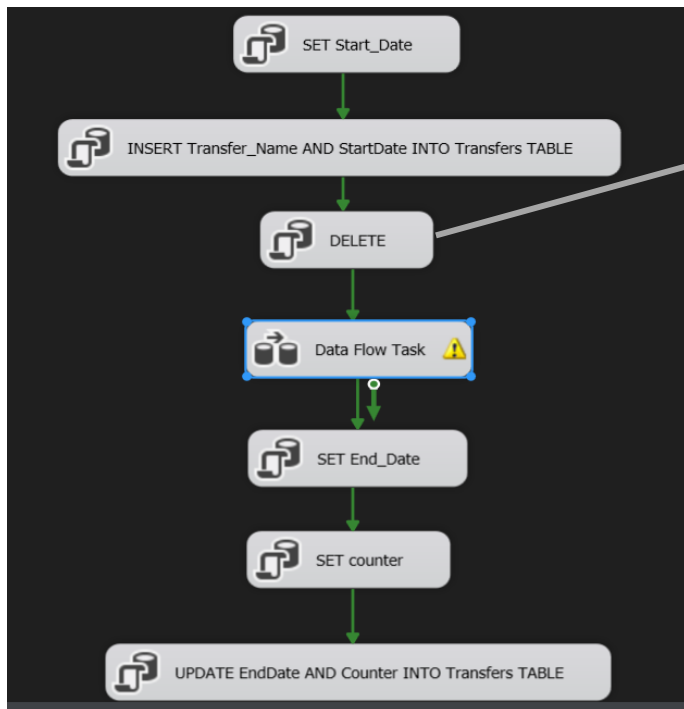 SET Start_Date
INSERT Transfer_Name AND StartDate INTO Transfers TABLE
DELETE
Data Flow Task
SET End_Date
SET counter
UPDATE EndDate AND Counter INTO Transfers TABLE